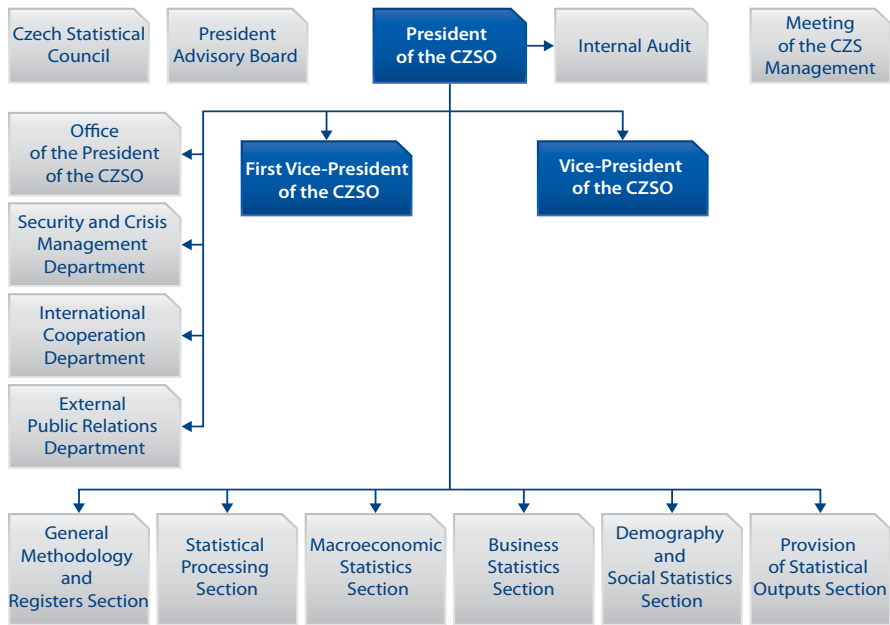 Czech Statistical
Council
President
Advisory Board
President
of the CZSO
Internal Audit
Meeting
of the CZS
Management
Office
of the President
of the CZSO
First Vice-President
of the CZSO
Vice-President
of the CZSO
Security and Crisis
Management
Department
International
Cooperation
Department
External
Public Relations
Department
General
Methodology
and
Registers Section
Statistical
Processing
Section
Macroeconomic
Statistics
Section
Business
Statistics
Section
Demography
and
Social Statistics
Section
Provision
of Statistical
Outputs Section